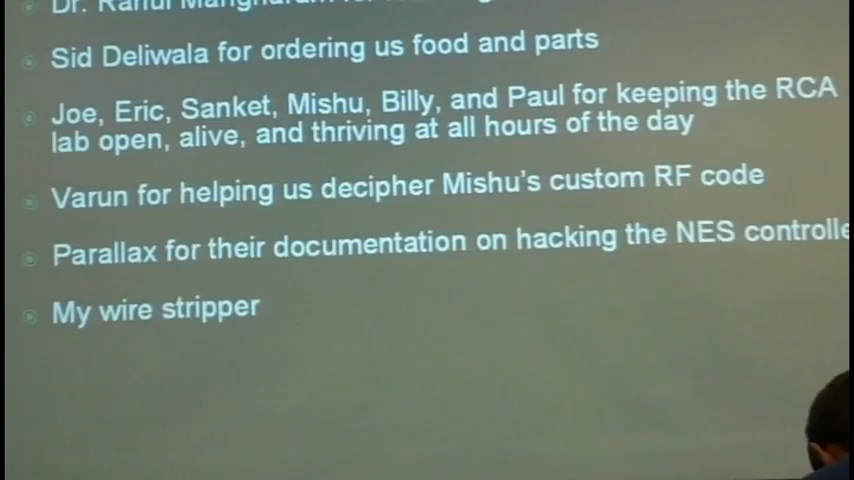 Dr. Rahul
Sid Deliwala for ordering us food and parts
Joe, Eric, Sanket, Mishu, Billy, and Paul for keeping the RCA
lab open, alive, and thriving at all hours of the day
Varun for helping us decipher Mishu's custom RF code
Parallax for their documentation on hacking the NES controlle
My wire stripper